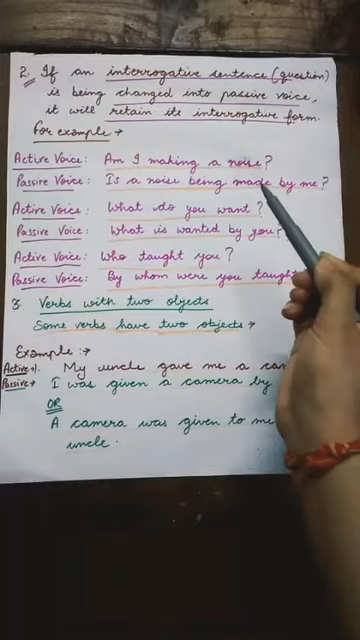 2. If an interrogative sentence (question)
is being changed into passive voice,
it will retain its interrogative form.
For example →
Active Voice: Am I making a noise?
Passive Voice: Is a noise being made by me?
Active Voice: What do you want?
Passive Voice: What is wanted by you?
Active Voice: Who taught you?
Passive Voice: By whom were you taught
3. Verbs with two objects
Some verbs have two objects →
Example :→
Active→1. My uncle gave me a
Passive→ I was given a camera by
OR
A camera was given to me
uncle.